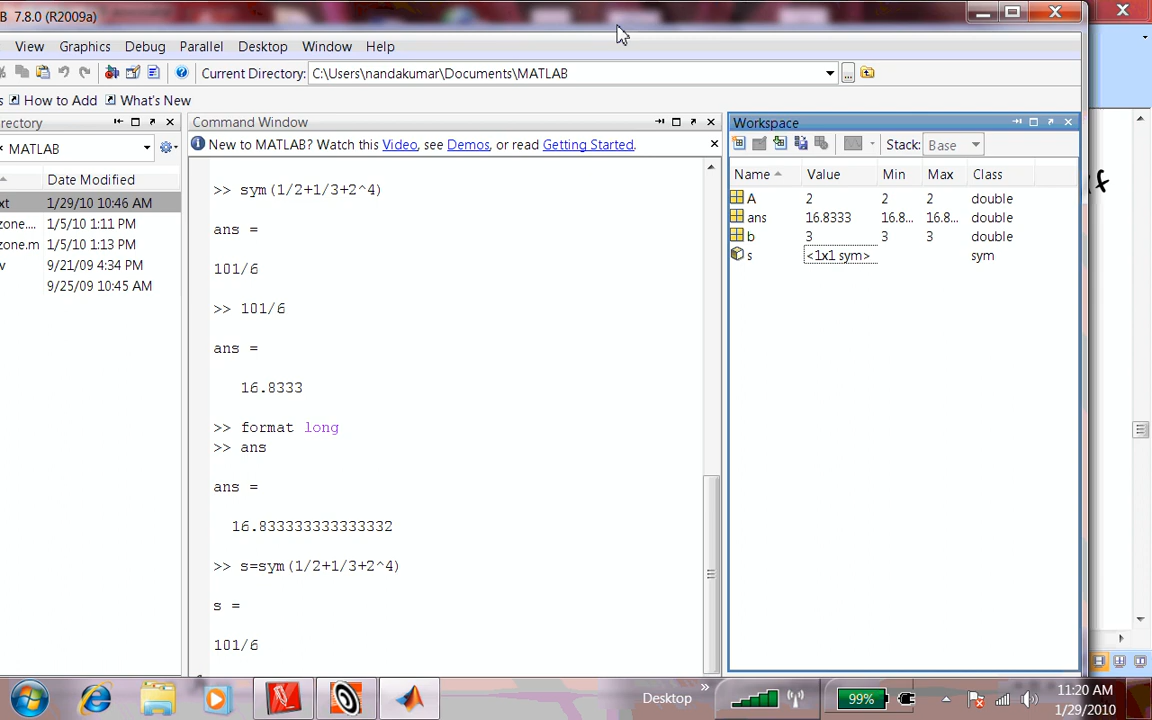 B 7.8.0 (R2009a)
View Graphics Debug Parallel Desktop Window Help
Current Directory: C:\Users\nandakumar\Documents\MATLAB ...
s How to Add What's New
rectory
Command Window
Workspace
MATLAB
New to MATLAB? Watch this Video, see Demos, or read Getting Started.
Stack: Base
Date Modified
xt 1/29/10 10:46 AM
zone.... 1/5/10 1:11 PM
zone.m 1/5/10 1:13 PM
v 9/21/09 4:34 PM
9/25/09 10:45 AM
>> sym(1/2+1/3+2^4)
ans =
101/6
>> 101/6
ans =
16.8333
>> format long
>> ans
ans =
16.833333333333332
>> s=sym(1/2+1/3+2^4)
s =
101/6
Name Value Min Max Class
A 2 2 2 double
ans 16.8333 16.8... 16.8... double
b 3 3 3 double
s <1x1 sym> sym
Desktop
99%
11:20 AM
1/29/2010